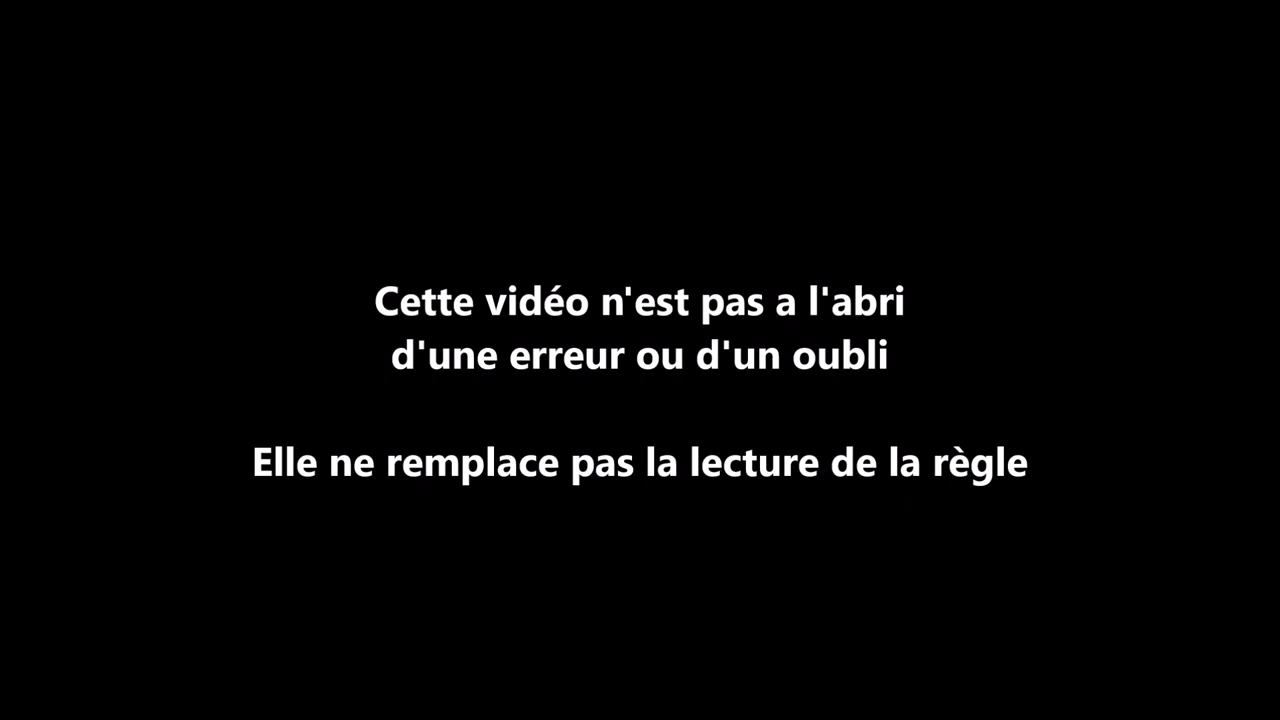 Cette vidéo n'est pas a l'abri
d'une erreur ou d'un oubli
Elle ne remplace pas la lecture de la règle